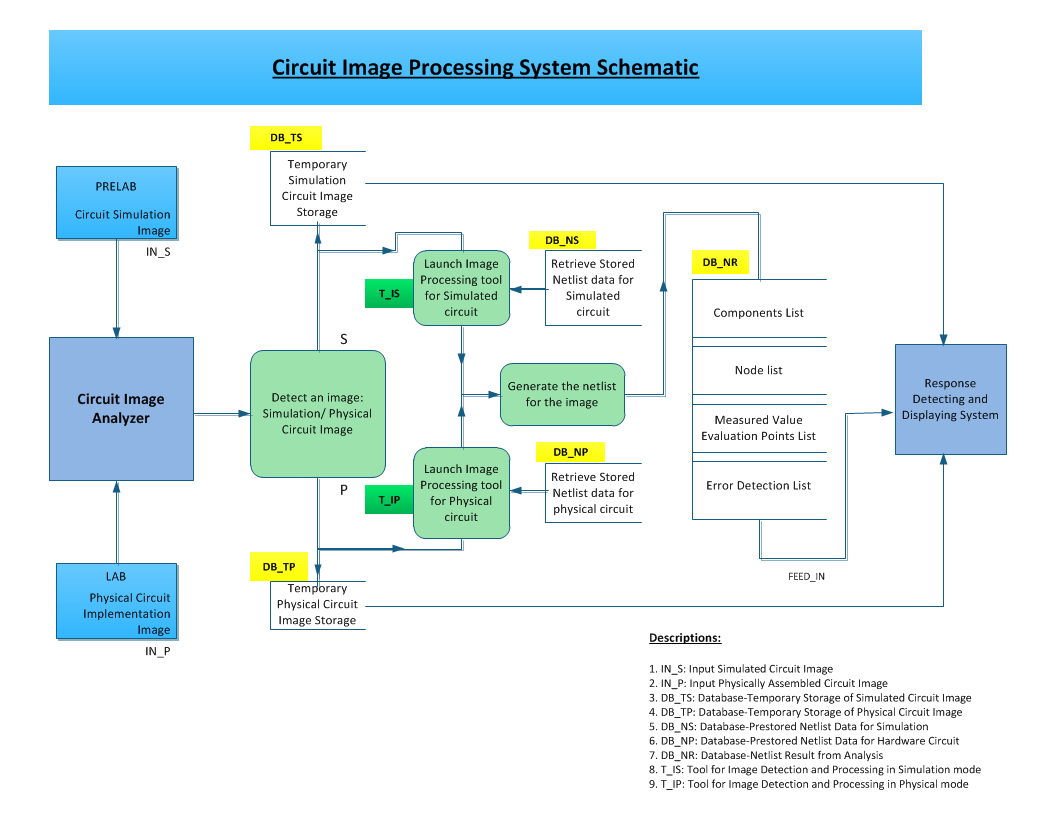 Circuit Image Processing System Schematic
DB_TS
Temporary
Simulation
Circuit Image
Storage
PRELAB
Circuit Simulation
Image
IN_S
DB_NS
Retrieve Stored
Netlist data for
Simulated
circuit
DB_NR
Launch Image
Processing tool
for Simulated
circuit
T_IS
Components List
Node list
Measured Value
Evaluation Points List
Error Detection List
S
Circuit Image
Analyzer
Detect an image:
Simulation/ Physical
Circuit Image
P
Generate the netlist
for the image
Response
Detecting and
Displaying System
DB_NP
Retrieve Stored
Netlist data for
physical circuit
Launch Image
Processing tool
for Physical
circuit
T_IP
DB_TP
Temporary
Physical Circuit
Image Storage
LAB
Physical Circuit
Implementation
Image
IN_P
FEED_IN
Descriptions:
1. IN_S: Input Simulated Circuit Image
2. IN_P: Input Physically Assembled Circuit Image
3. DB_TS: Database-Temporary Storage of Simulated Circuit Image
4. DB_TP: Database-Temporary Storage of Physical Circuit Image
5. DB_NS: Database-Prestored Netlist Data for Simulation
6. DB_NP: Database-Prestored Netlist Data for Hardware Circuit
7. DB_NR: Database-Netlist Result from Analysis
8. T_IS: Tool for Image Detection and Processing in Simulation mode
9. T_IP: Tool for Image Detection and Processing in Physical mode